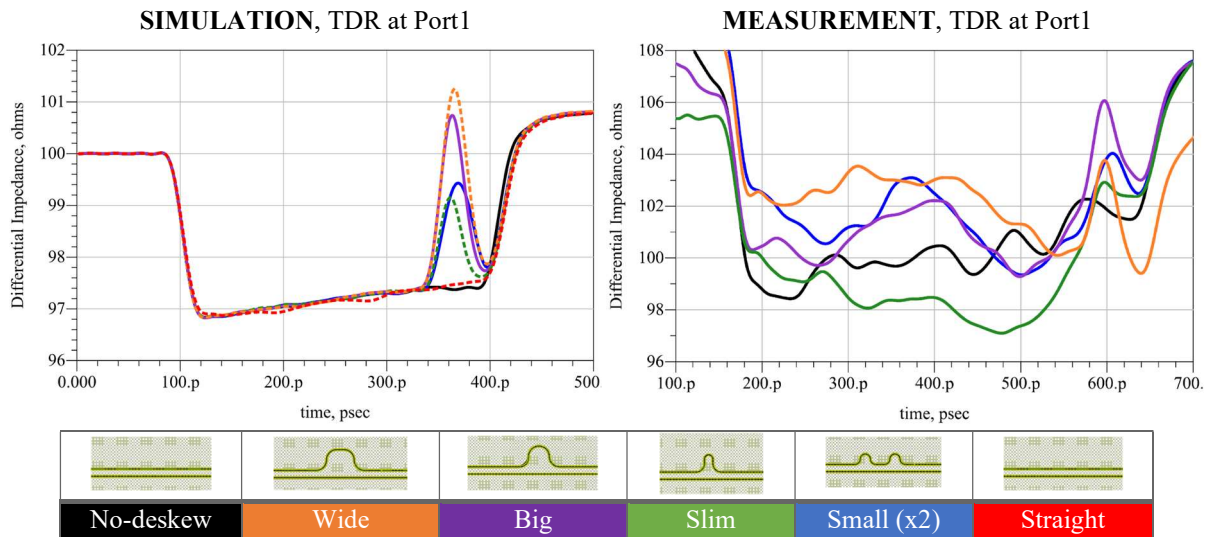 SIMULATION, TDR at Port1
102
101
100
99
98
97
96
Differential Impedance, ohms
0.000
100.p
200.p
300.p
400.p
500
time, psec
MEASUREMENT, TDR at Port1
108
106
104
102
100
98
96
Differential Impedance, ohms
100.p
200.p
300.p
400.p
500.p
600.p
700.
time, psec
No-deskew
Wide
Big
Slim
Small (x2)
Straight